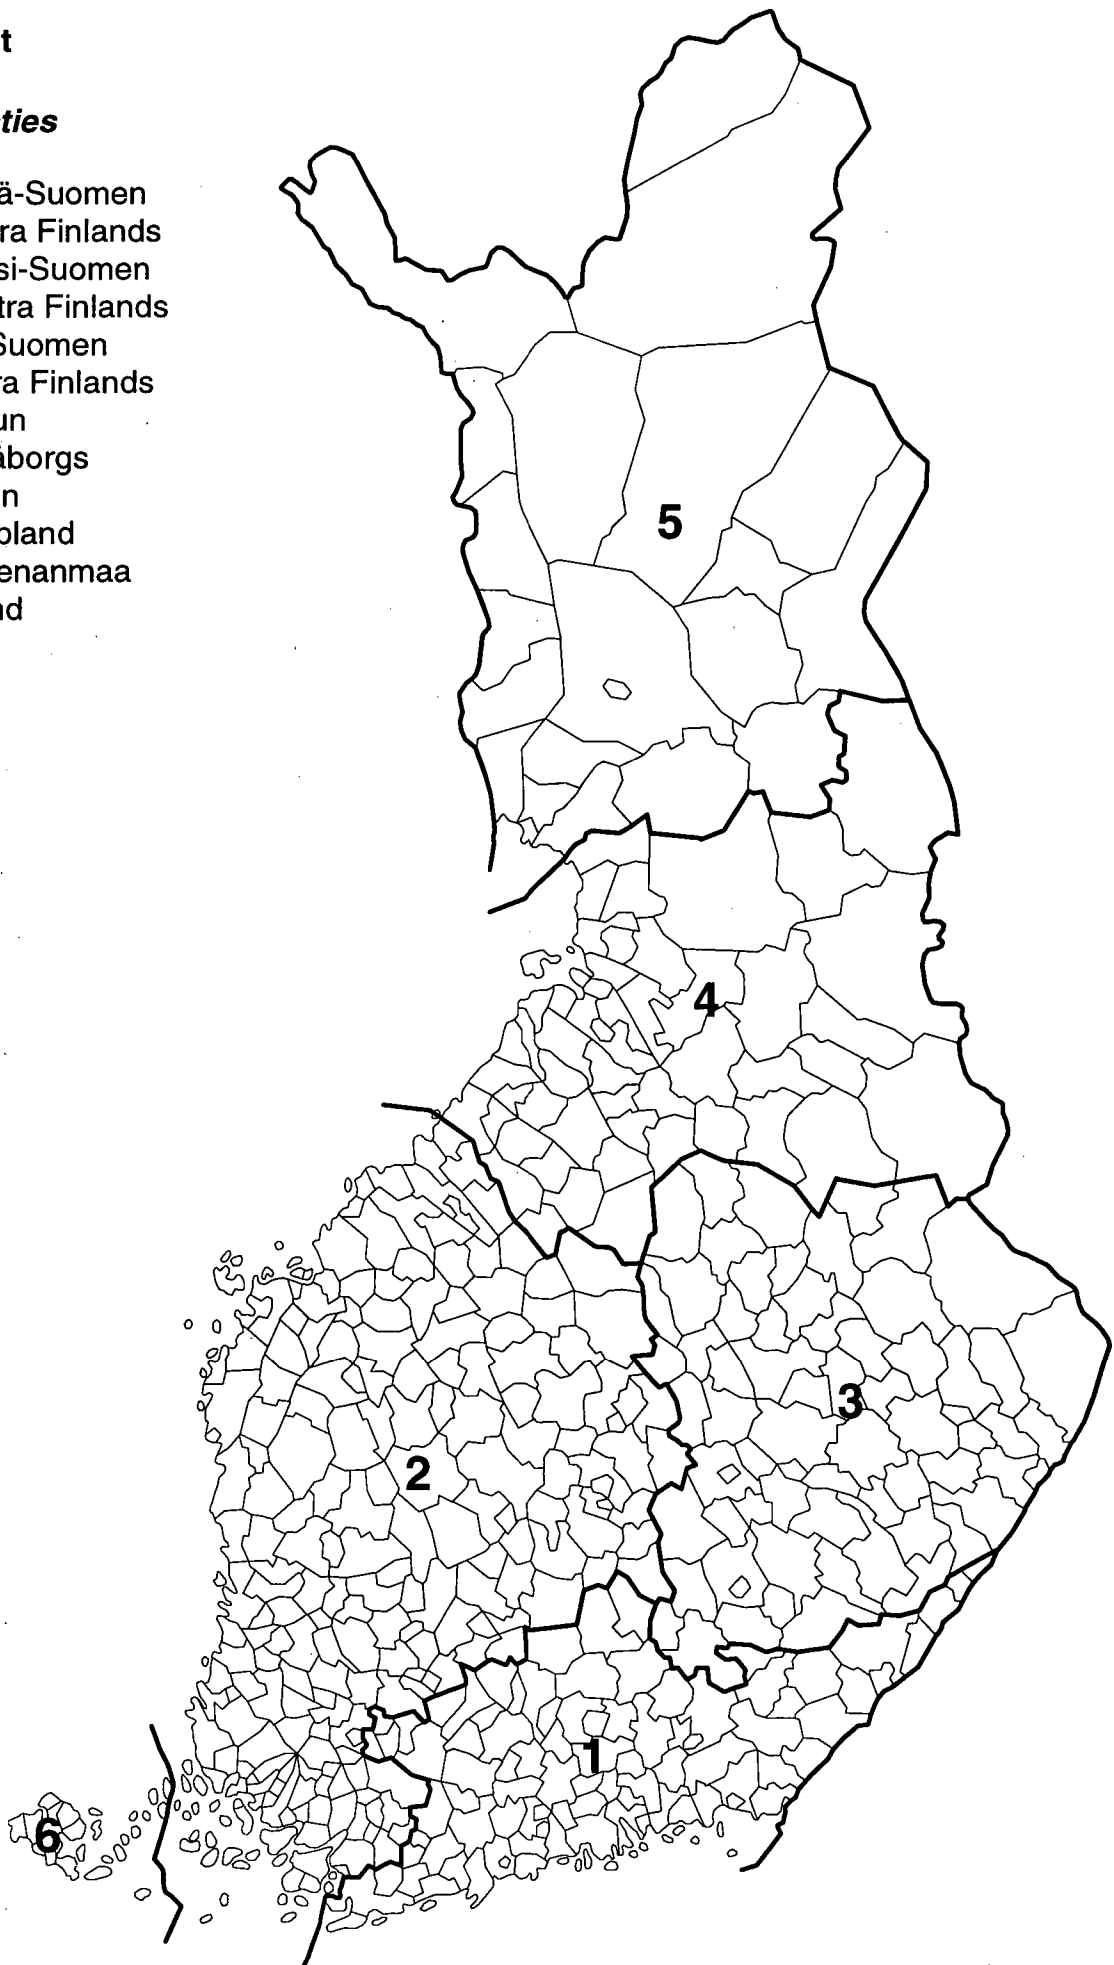 t
ties
ä-Suomen
ra Finlands
si-Suomen
tra Finlands
Suomen
ra Finlands
un
åborgs
n
pland
enanmaa
nd
5
4
3
2
1
6